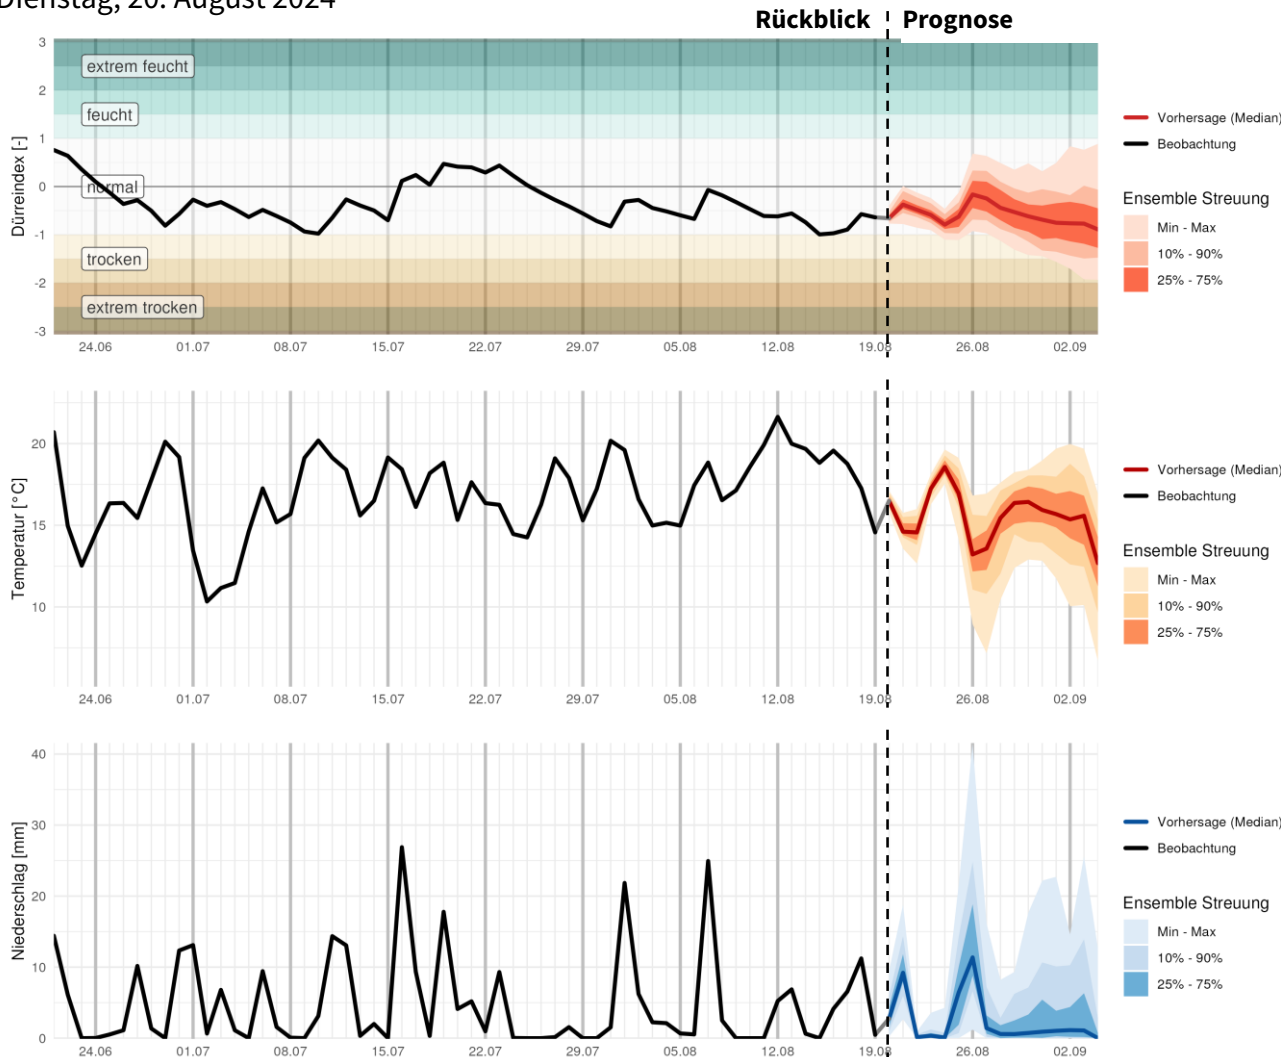 Dienstag, 20. August 2024
Rückblick
Prognose
Dürreindex [-]
3
2
1
0
-1
-2
-3
extrem feucht
feucht
normal
trocken
extrem trocken
24.06 01.07 08.07 15.07 22.07 29.07 05.08 12.08 19.08 26.08 02.09
Vorhersage (Median)
Beobachtung
Ensemble Streuung
Min - Max
10% - 90%
25% - 75%
Temperatur [°C]
20
15
10
24.06 01.07 08.07 15.07 22.07 29.07 05.08 12.08 19.08 26.08 02.09
Vorhersage (Median)
Beobachtung
Ensemble Streuung
Min - Max
10% - 90%
25% - 75%
Niederschlag [mm]
40
30
20
10
0
24.06 01.07 08.07 15.07 22.07 29.07 05.08 12.08 19.08 26.08 02.09
Vorhersage (Median)
Beobachtung
Ensemble Streuung
Min - Max
10% - 90%
25% - 75%